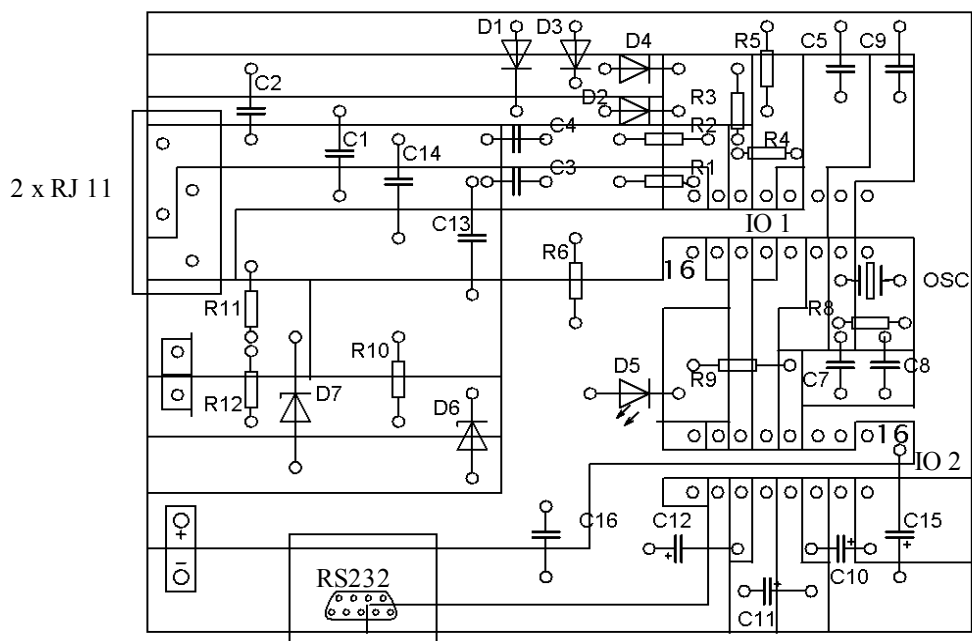 D1 D3 D4 R5 C5 C9
C2 D2 R3
C1 C14 C4 R2 R4
2 x RJ 11
C3 R1
C13 IO 1
R6 16 OSC
R11 R8
R10 D5 R9 C7 C8
R12 D7 D6
16
IO 2
+ C16 C12 + C15
- + C10 +
RS232 + C11